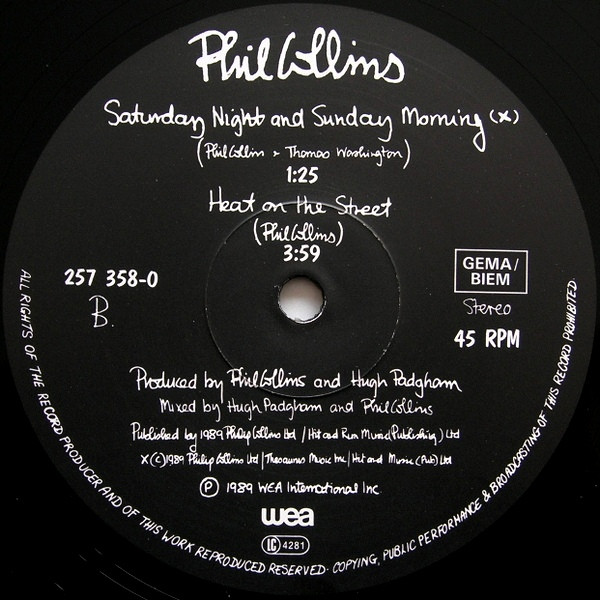 Phil Collins
Saturday Night and Sunday Morning (x)
(Phil Collins × Thomas Washington)
1:25
Heat on the Street
(Phil Collins)
3:59
257 358-0
B.
GEMA/
BIEM
Stereo
45 RPM
Produced by Phil Collins and Hugh Padgham
Mixed by Hugh Padgham and Phil Collins
Published by 1989 Philip Collins Ltd / Hit and Run Music (Publishing) Ltd
x (c) 1989 Philip Collins Ltd / Thesaurus Music Inc / Hit and Music (Pub) Ltd
℗ 1989 WEA International Inc
wea
LC 4281
ALL RIGHTS OF THE RECORD PRODUCER AND OF THIS WORK REPRODUCED RESERVED· COPYING, PUBLIC PERFORMANCE & BROADCASTING OF THIS RECORD PROHIBITED.